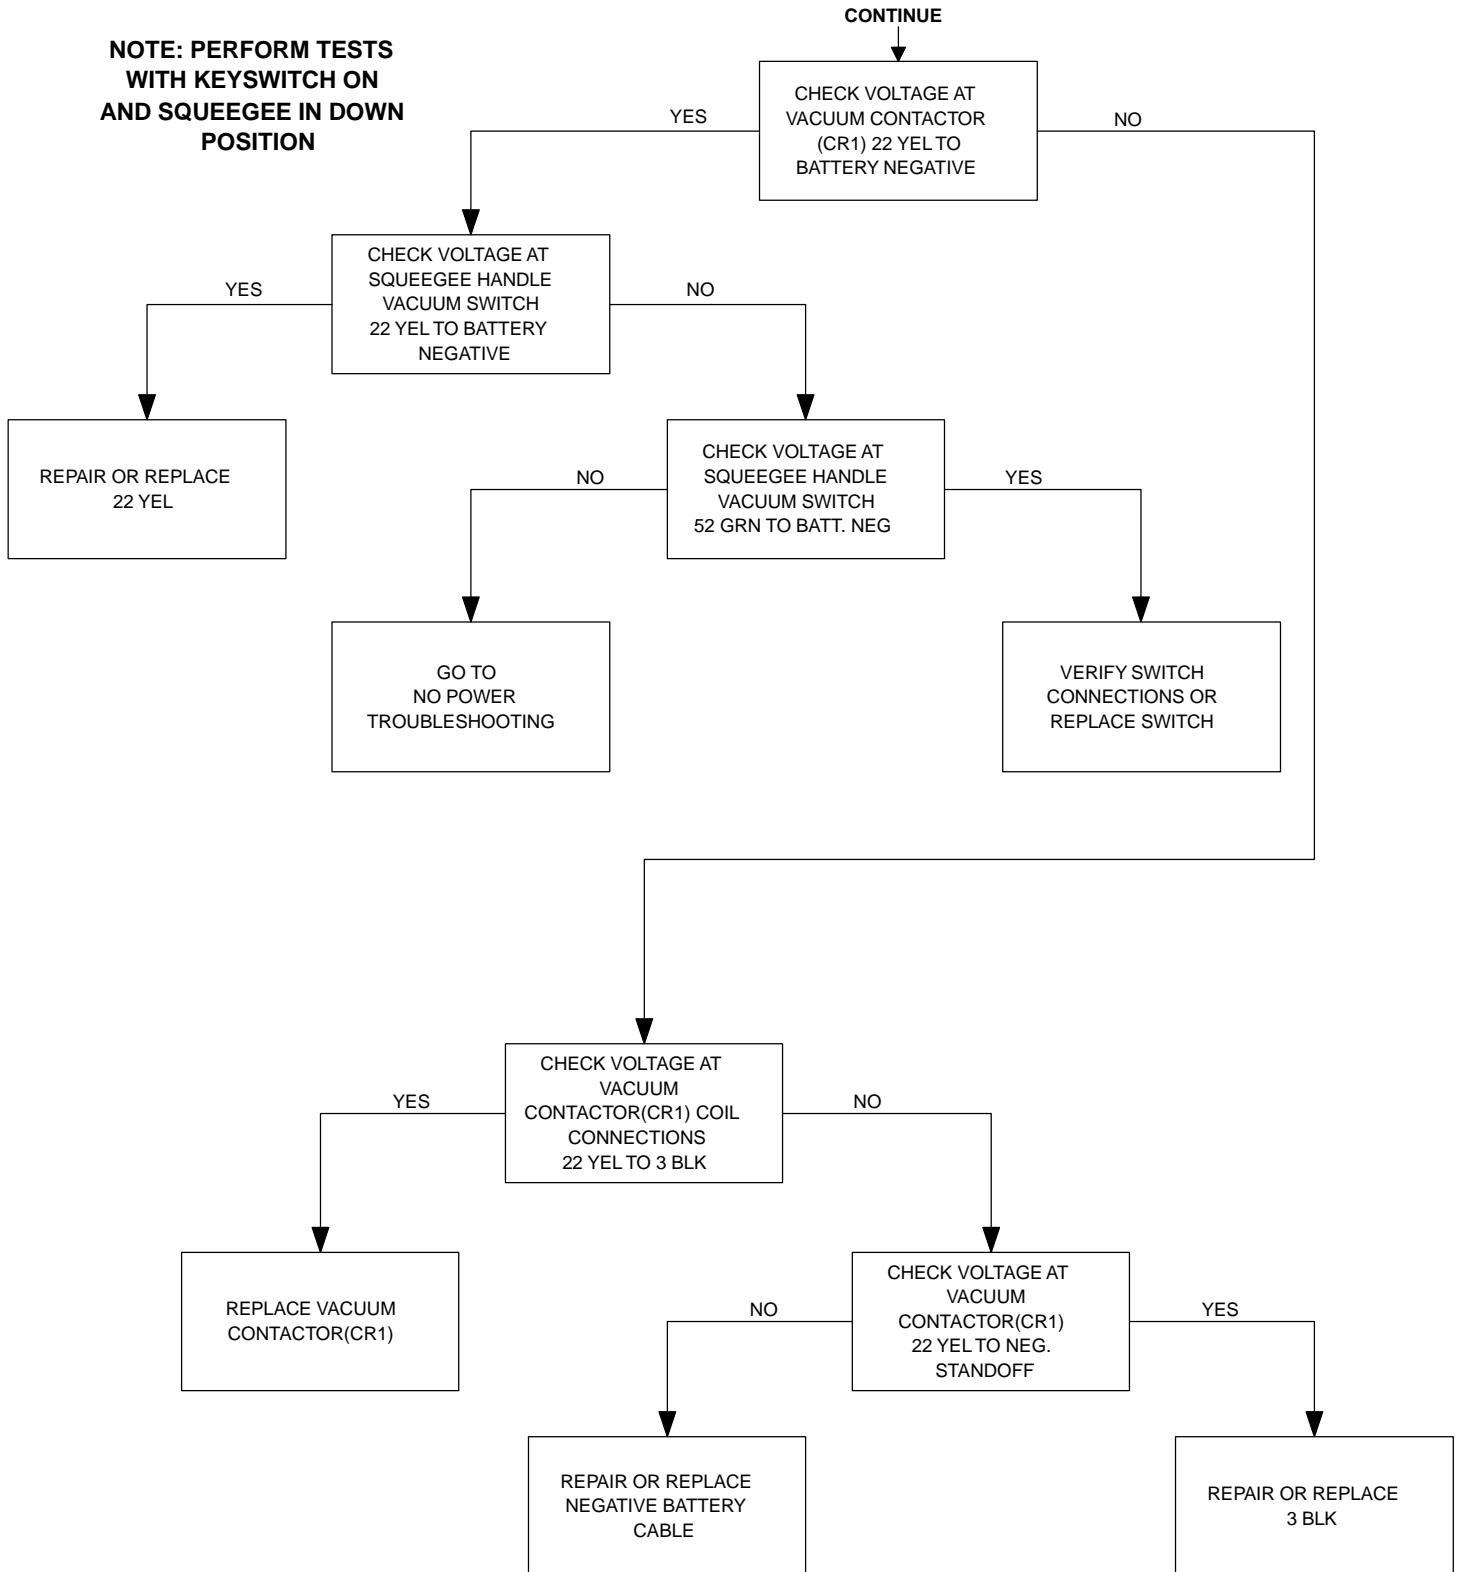 CONTINUE
NOTE: PERFORM TESTS
WITH KEYSWITCH ON
AND SQUEEGEE IN DOWN
POSITION
CHECK VOLTAGE AT
VACUUM CONTACTOR
(CR1) 22 YEL TO
BATTERY NEGATIVE
YES
NO
CHECK VOLTAGE AT
SQUEEGEE HANDLE
VACUUM SWITCH
22 YEL TO BATTERY
NEGATIVE
YES
NO
REPAIR OR REPLACE
22 YEL
CHECK VOLTAGE AT
SQUEEGEE HANDLE
VACUUM SWITCH
52 GRN TO BATT. NEG
NO
YES
GO TO
NO POWER
TROUBLESHOOTING
VERIFY SWITCH
CONNECTIONS OR
REPLACE SWITCH
CHECK VOLTAGE AT
VACUUM
CONTACTOR(CR1) COIL
CONNECTIONS
22 YEL TO 3 BLK
YES
NO
REPLACE VACUUM
CONTACTOR(CR1)
CHECK VOLTAGE AT
VACUUM
CONTACTOR(CR1)
22 YEL TO NEG.
STANDOFF
NO
YES
REPAIR OR REPLACE
NEGATIVE BATTERY
CABLE
REPAIR OR REPLACE
3 BLK